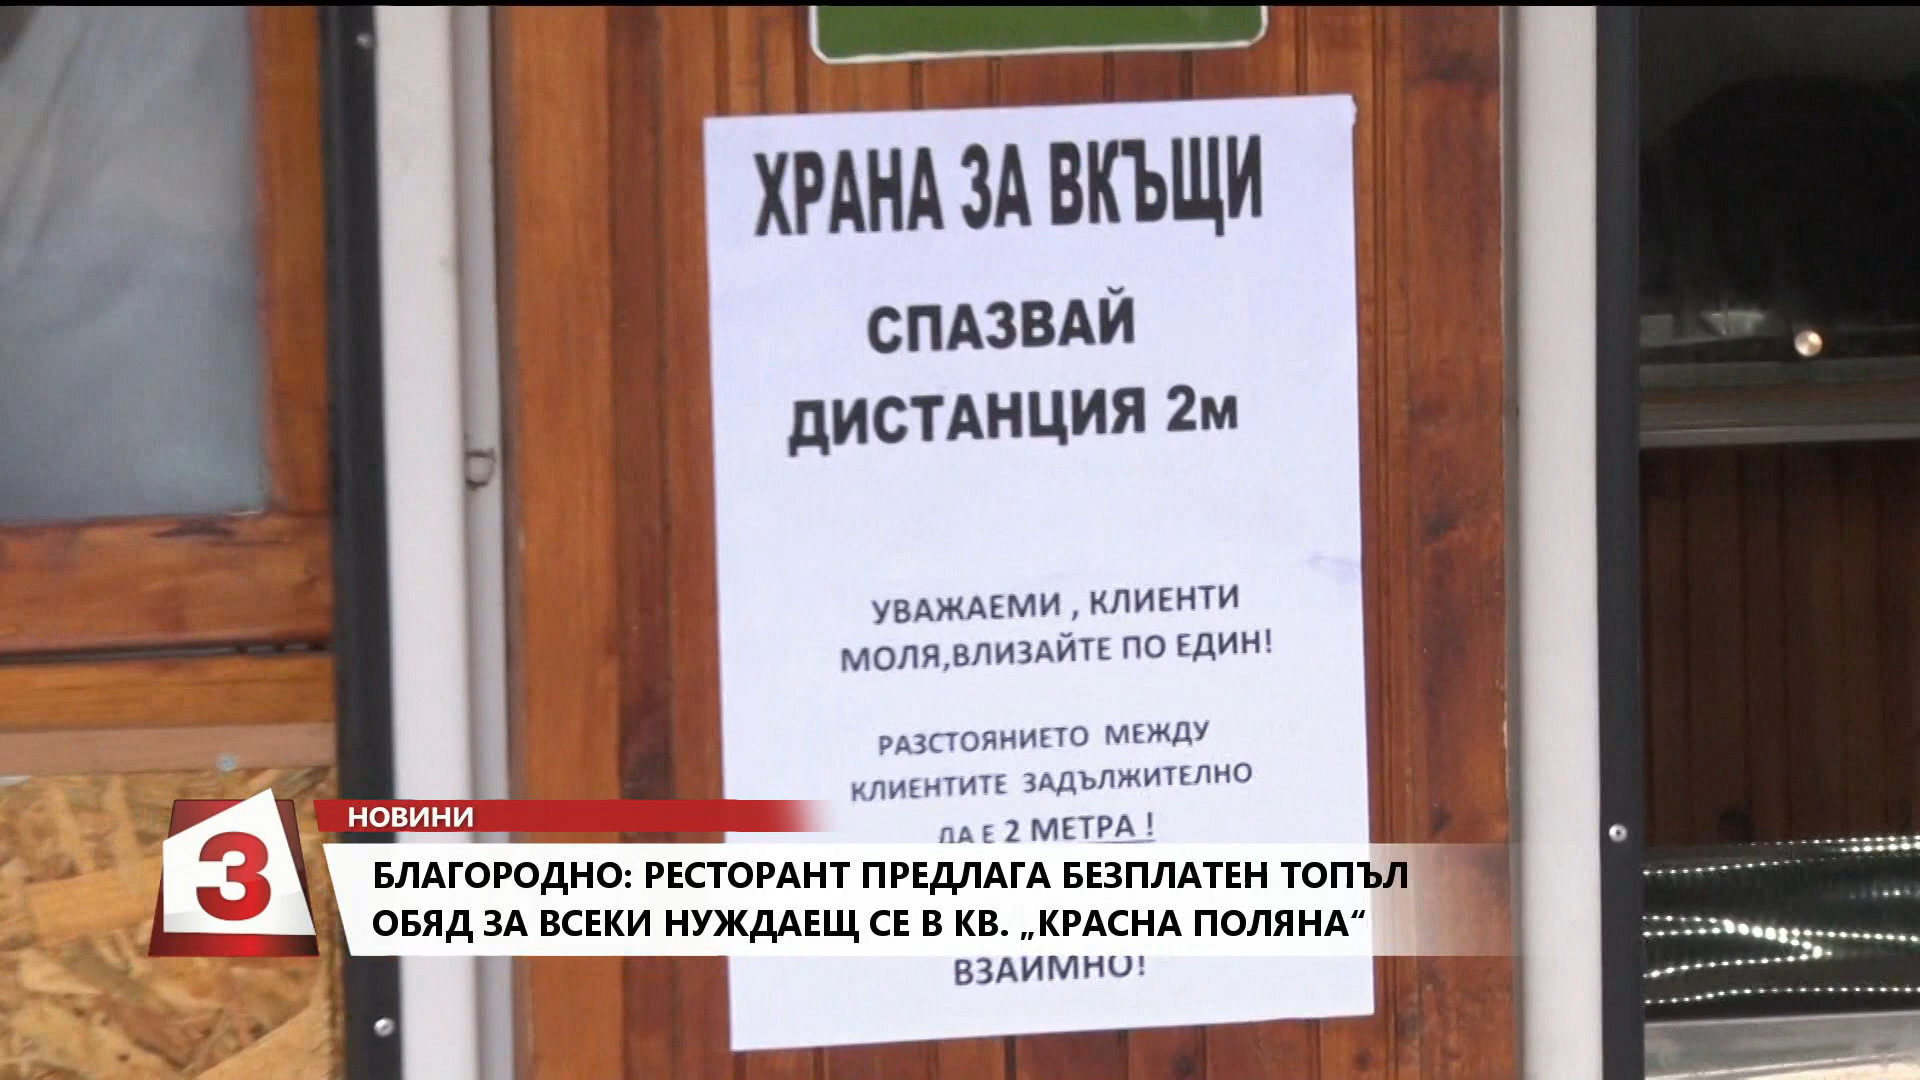 ХРАНА ЗА ВКЪЩИ
СПАЗВАЙ
ДИСТАНЦИЯ 2м
УВАЖАЕМИ , КЛИЕНТИ
МОЛЯ,ВЛИЗАЙТЕ ПО ЕДИН!
РАЗСТОЯНИЕТО МЕЖДУ
КЛИЕНТИТЕ ЗАДЪЛЖИТЕЛНО
ДА Е 2 МЕТРА !
ВЗАИМНО!
3
НОВИНИ
БЛАГОРОДНО: РЕСТОРАНТ ПРЕДЛАГА БЕЗПЛАТЕН ТОПЪЛ
ОБЯД ЗА ВСЕКИ НУЖДАЕЩ СЕ В КВ. „КРАСНА ПОЛЯНА“